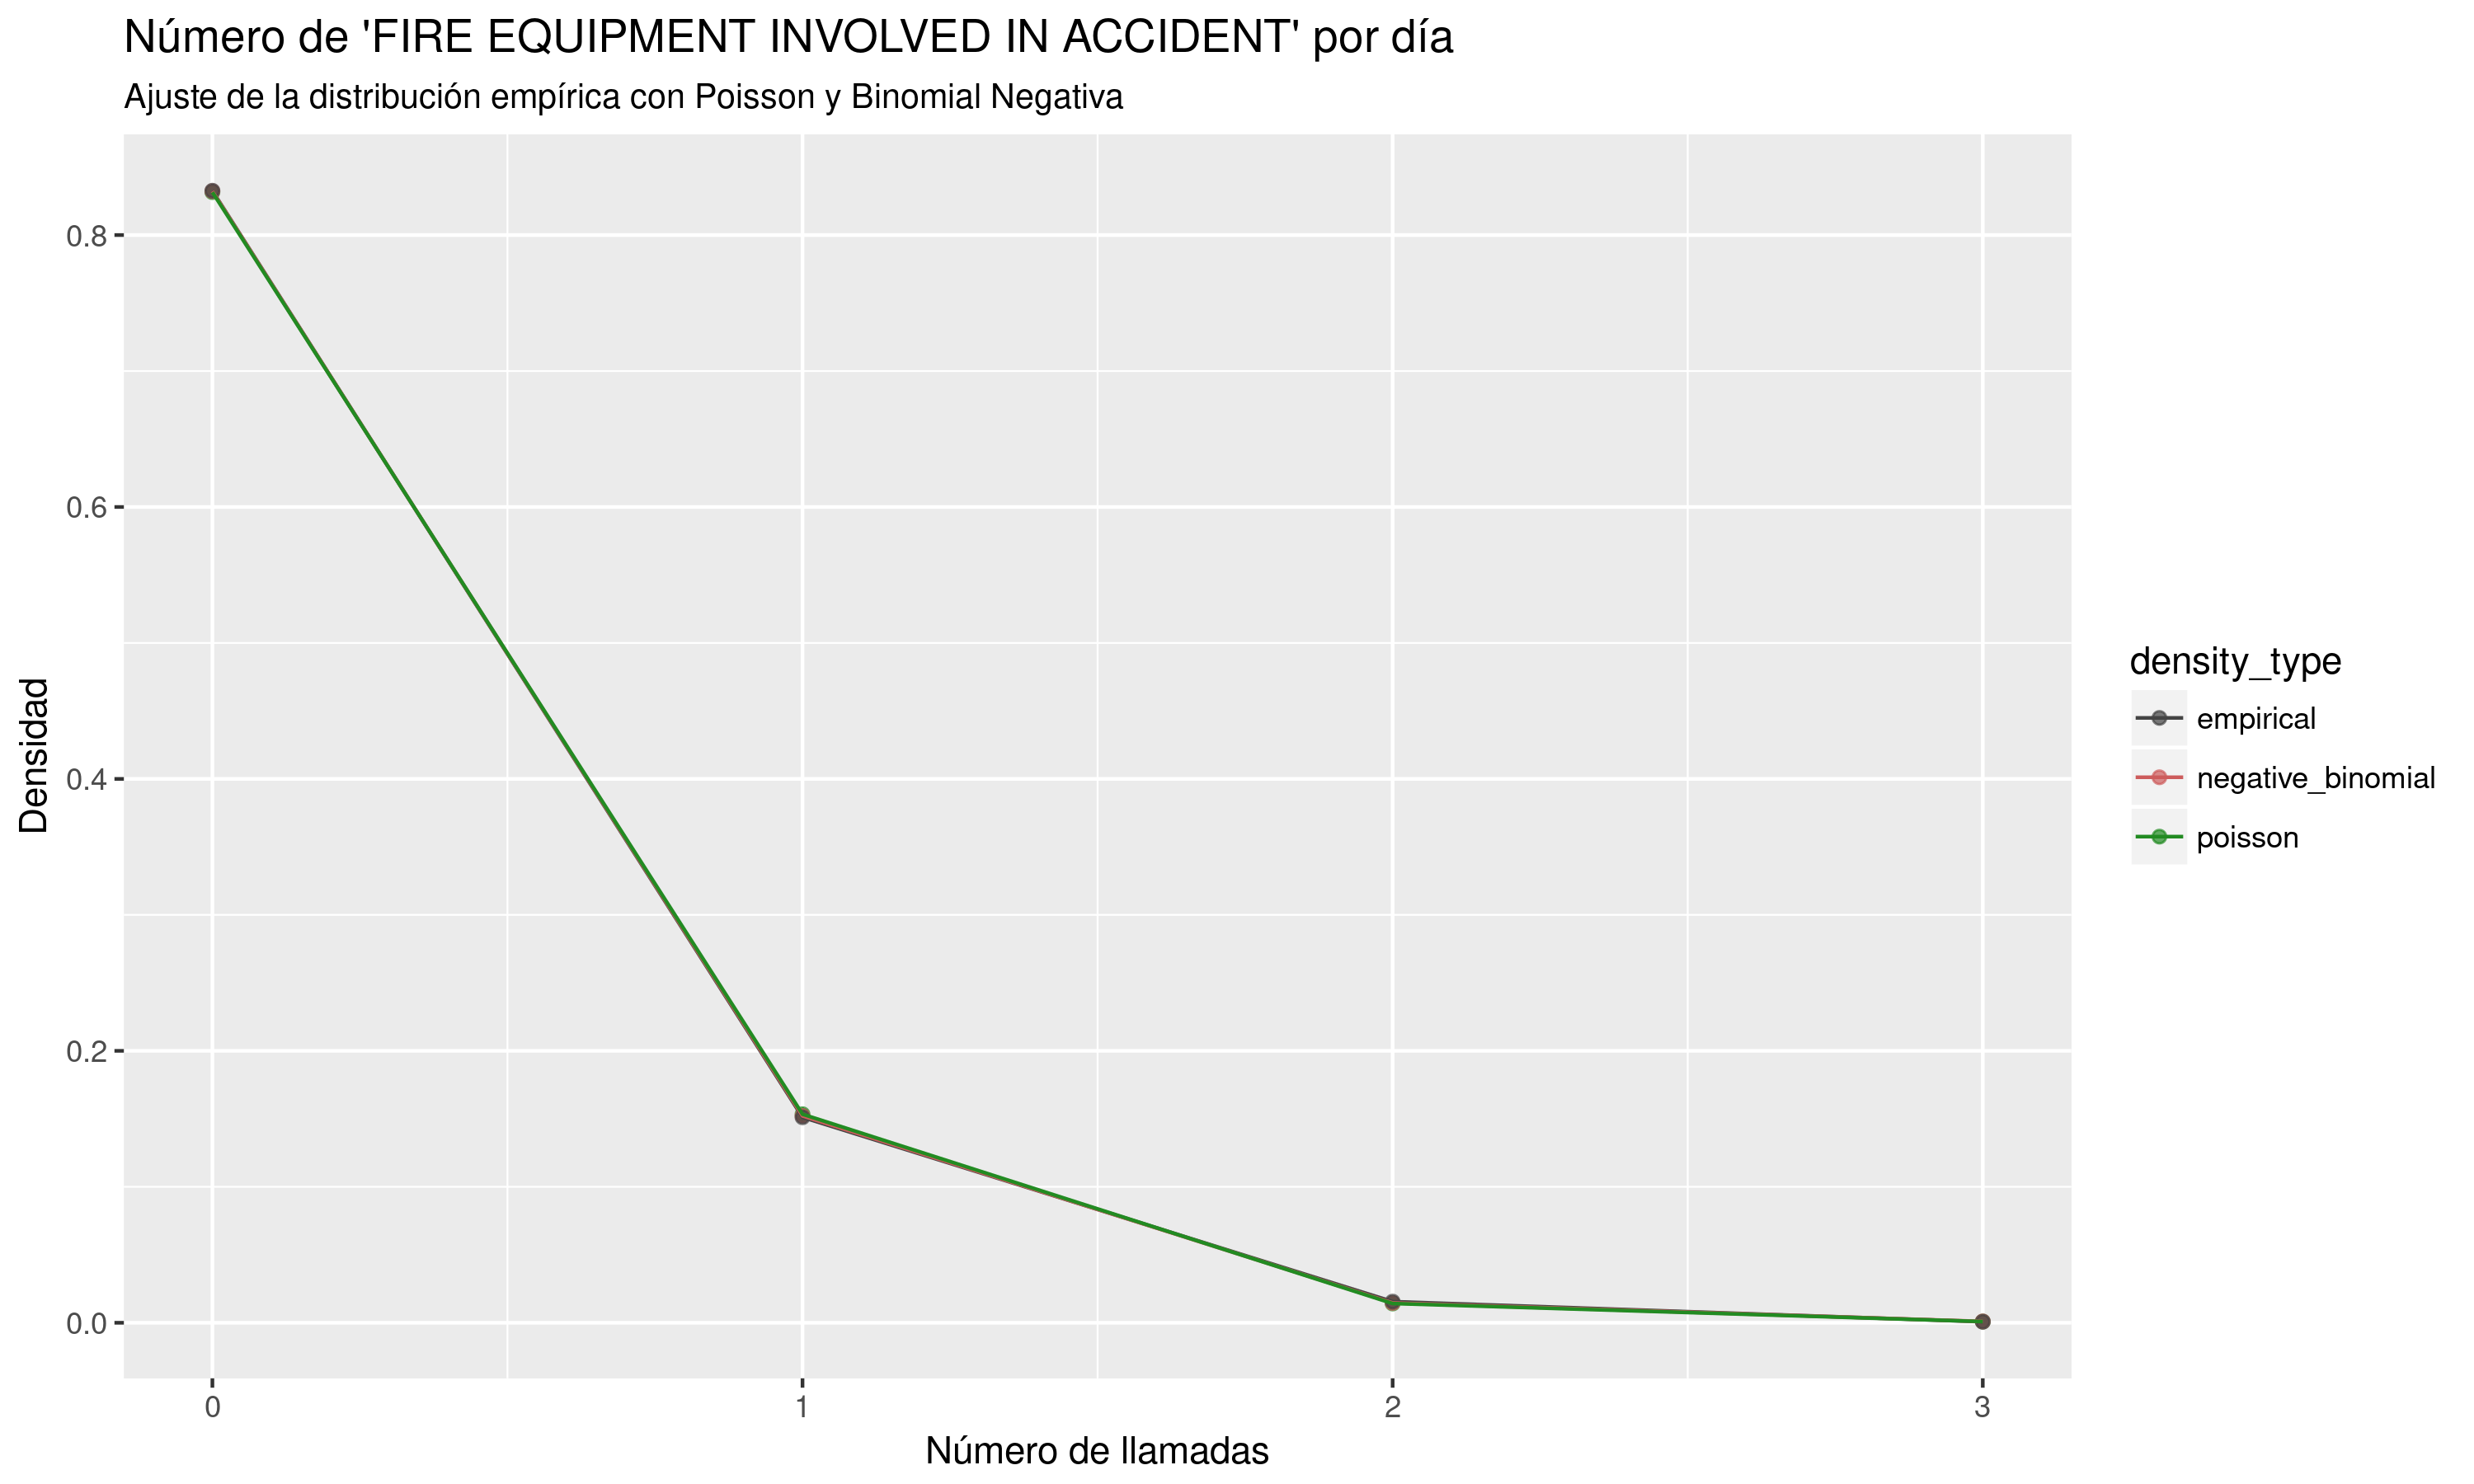 Número de 'FIRE EQUIPMENT INVOLVED IN ACCIDENT' por día
Ajuste de la distribución empírica con Poisson y Binomial Negativa
0.8
0.6
0.4
0.2
0.0
Densidad
0
1
2
3
Número de llamadas
density_type
empirical
negative_binomial
poisson